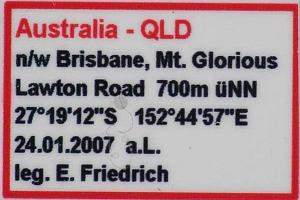 Australia - QLD
n/w Brisbane, Mt. Glorious
Lawton Road 700m üNN
27°19'12"S 152°44'57"E
24.01.2007 a.L.
leg. E. Friedrich